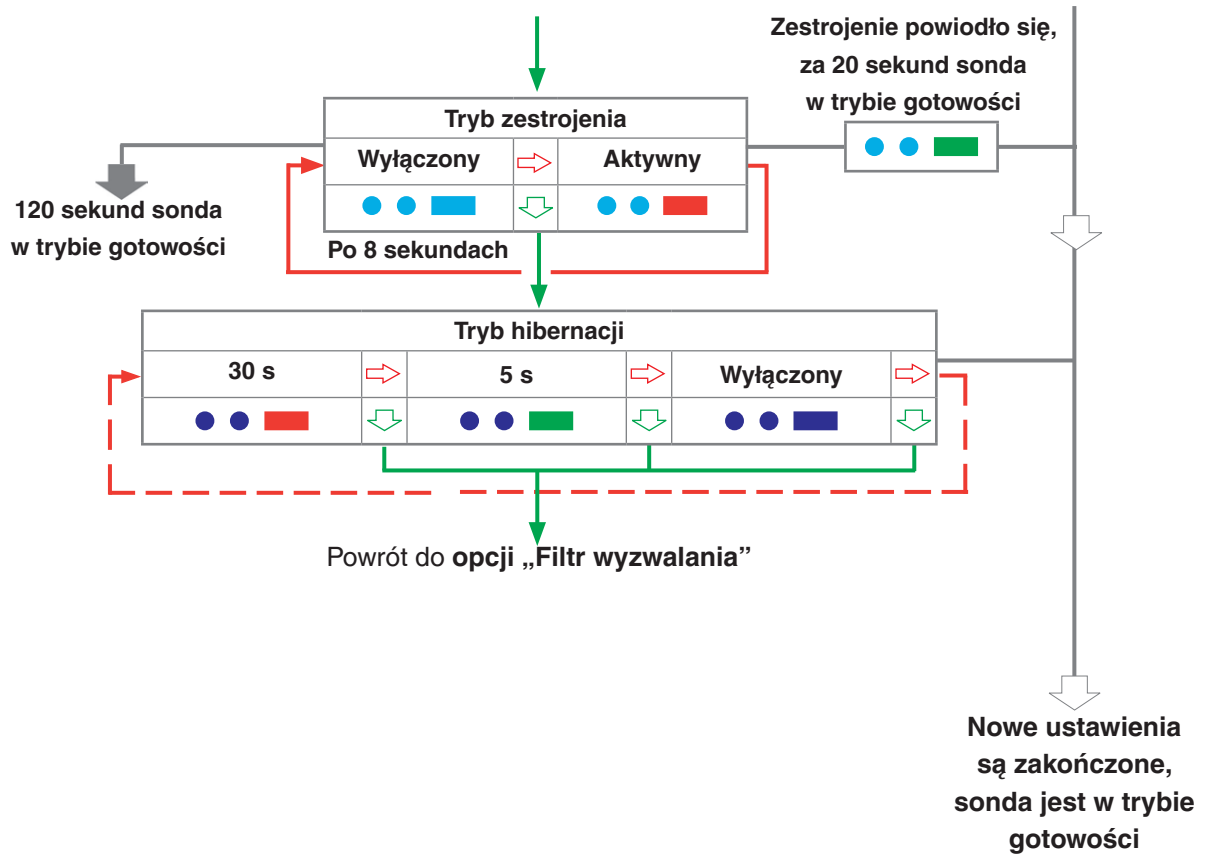 Zestrojenie powiodło się,
za 20 sekund sonda
w trybie gotowości
Tryb zestrojenia
Wyłączony
Aktywny
120 sekund sonda
w trybie gotowości
Po 8 sekundach
Tryb hibernacji
30 s
5 s
Wyłączony
Powrót do opcji „Filtr wyzwalania”
Nowe ustawienia
są zakończone,
sonda jest w trybie
gotowości